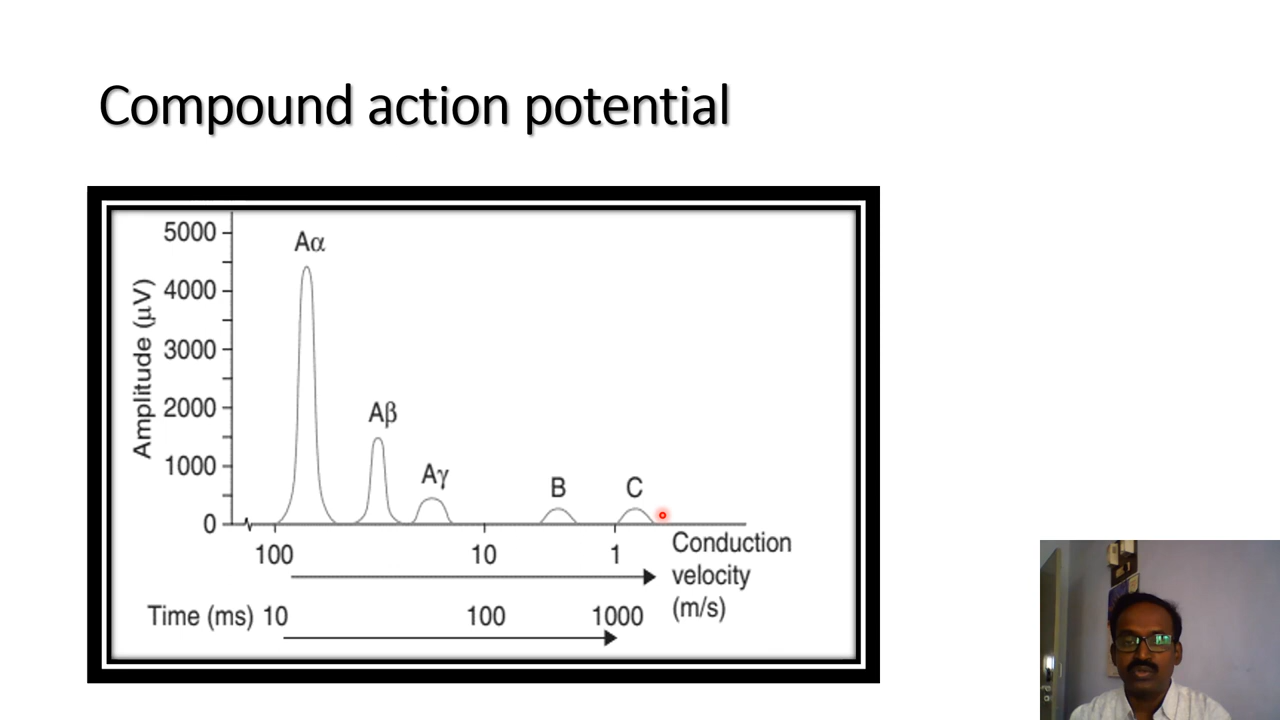 Compound action potential
Amplitude (µV)
5000
4000
3000
2000
1000
0
Aα
Aβ
Aγ
B
C
100 10 1
Conduction
velocity
(m/s)
Time (ms) 10 100 1000